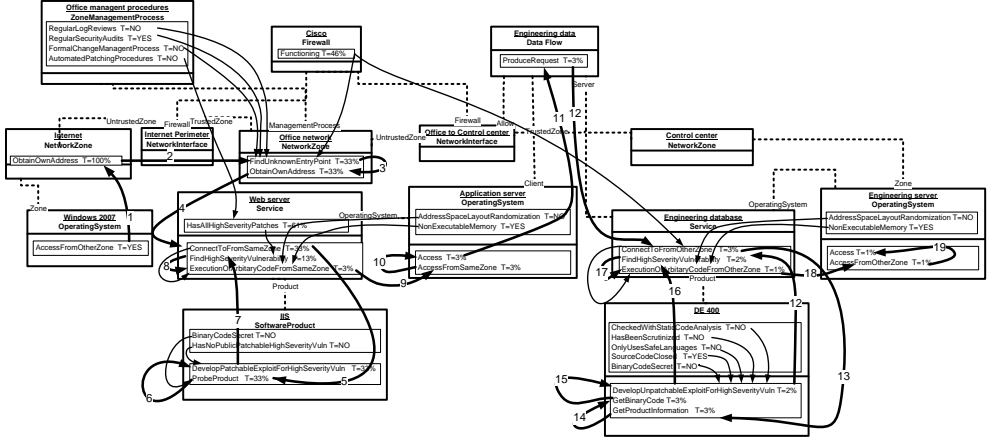 Office managent procedures
ZoneManagementProcess
RegularLogReviews T=NO
RegularSecurityAudits T=YES
FormalChangeManagentProcess T=NO
AutomatedPatchingProcedures T=NO
Cisco
Firewall
Functioning T=46%
Engineering data
Data Flow
ProduceRequest T=3%
Server
11
12
UntrustedZone
Firewall
TrustedZone
ManagementProcess
UntrustedZone
Firewall
Allow
TrustedZone
Internet
NetworkZone
ObtainOwnAddress T=100%
2
Internet Perimeter
NetworkInterface
Office network
NetworkZone
FindUnknownEntryPoint T=33%
ObtainOwnAddress T=33%
3
Office to Control center
NetworkInterface
Control center
NetworkZone
Client
Zone
4
Zone
1
Windows 2007
OperatingSystem
AccessFromOtherZone T=YES
Web server
Service
HasAllHighSeverityPatches T=61%
ConnectToFromSameZone T=33%
FindHighSeverityVulnerability T=13%
ExecutionOfArbitraryCodeFromSameZone T=3%
8
9
OperatingSystem
Application server
OperatingSystem
AddressSpaceLayoutRandomization T=NO
NonExecutableMemory T=YES
Access T=3%
AccessFromSameZone T=3%
10
Engineering database
Service
ConnectToFromOtherZone T=3%
FindHighSeverityVulnerability T=2%
ExecutionOfArbitaryCodeFromOtherZone T=1%
17
18
OperatingSystem
Engineering server
OperatingSystem
AddressSpaceLayoutRandomization T=NO
NonExecutableMemory T=YES
Access T=1%
AccessFromOtherZone T=1%
19
Product
Product
7
16
12
IIS
SoftwareProduct
BinaryCodeSecret T=NO
HasNoPublicPatchableHighSeverityVuln T=NO
DevelopPatchableExploitForHighSeverityVuln T=33%
ProbeProduct T=33%
5
6
DE 400
CheckedWithStaticCodeAnalysis T=NO
HasBeenScrutinized T=NO
OnlyUsesSafeLanguages T=NO
SourceCodeClosed T=YES
BinaryCodeSecret T=NO
DevelopUnpatchableExploitForHighSeverityVuln T=2%
GetBinaryCode T=3%
GetProductInformation T=3%
13
15
14